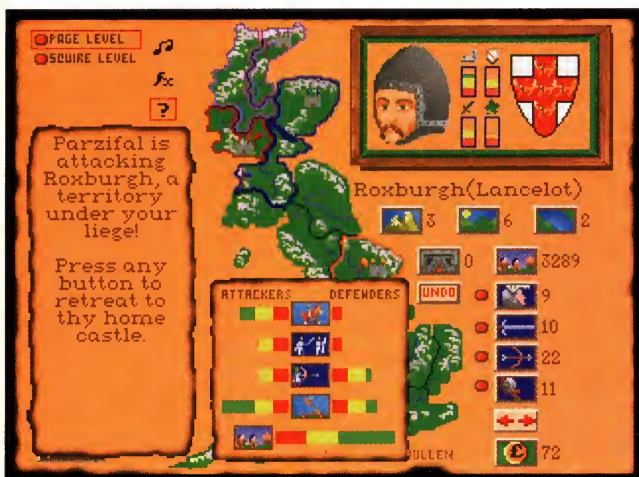 PAGE LEVEL
SQUIRE LEVEL
fx
?
Parzifal is
attacking
Roxburgh, a
territory
under your
liege!
Press any
button to
retreat to
thy home
castle.
Roxburgh(Lancelot)
3 6 2
0 3289
UNDO 9
10
22
11
£ 72
ATTACKERS DEFENDERS